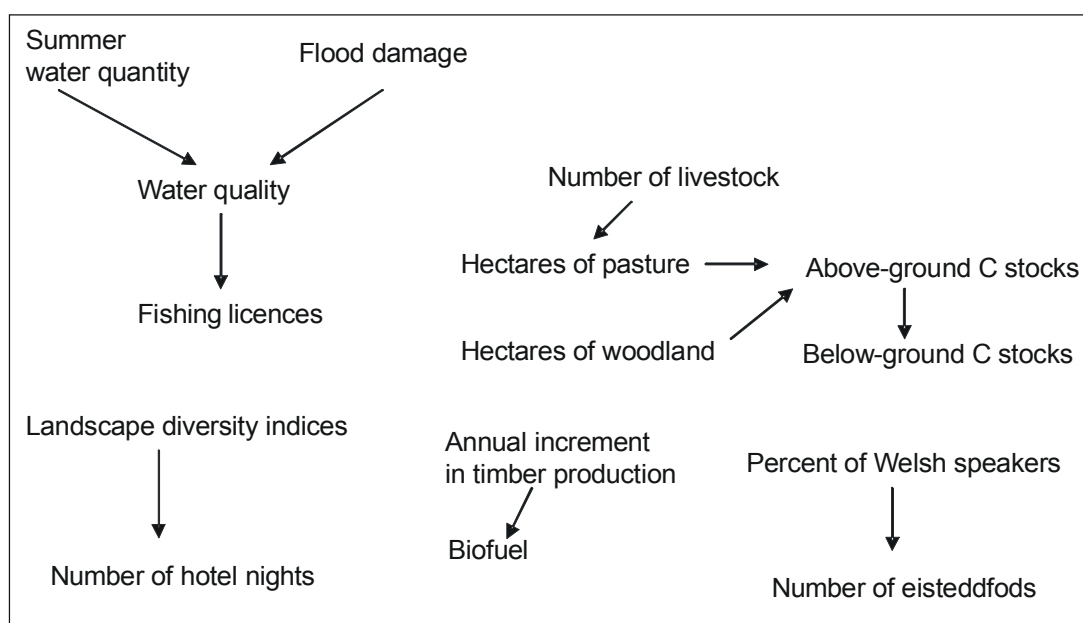 Summer
water quantity
Flood damage
Water quality
Number of livestock
Hectares of pasture
Above-ground C stocks
Fishing licences
Hectares of woodland
Below-ground C stocks
Landscape diversity indices
Annual increment
in timber production
Percent of Welsh speakers
Biofuel
Number of hotel nights
Number of eisteddfods